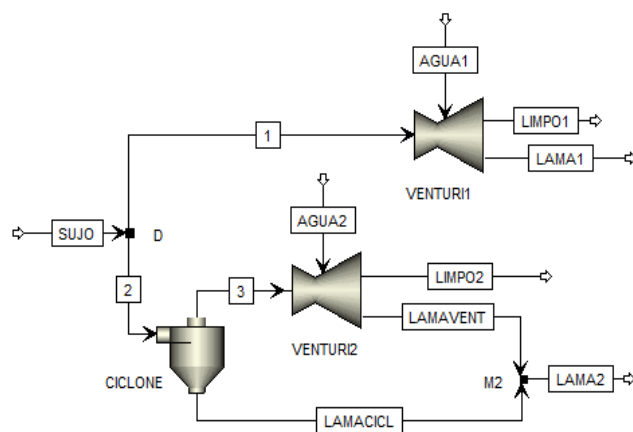 AGUA1
1
LIMPO1
LAMA1
VENTURI1
AGUA2
SUJO
D
2
3
LIMPO2
LAMAVENT
VENTURI2
CICLONE
M2
LAMA2
LAMACICL